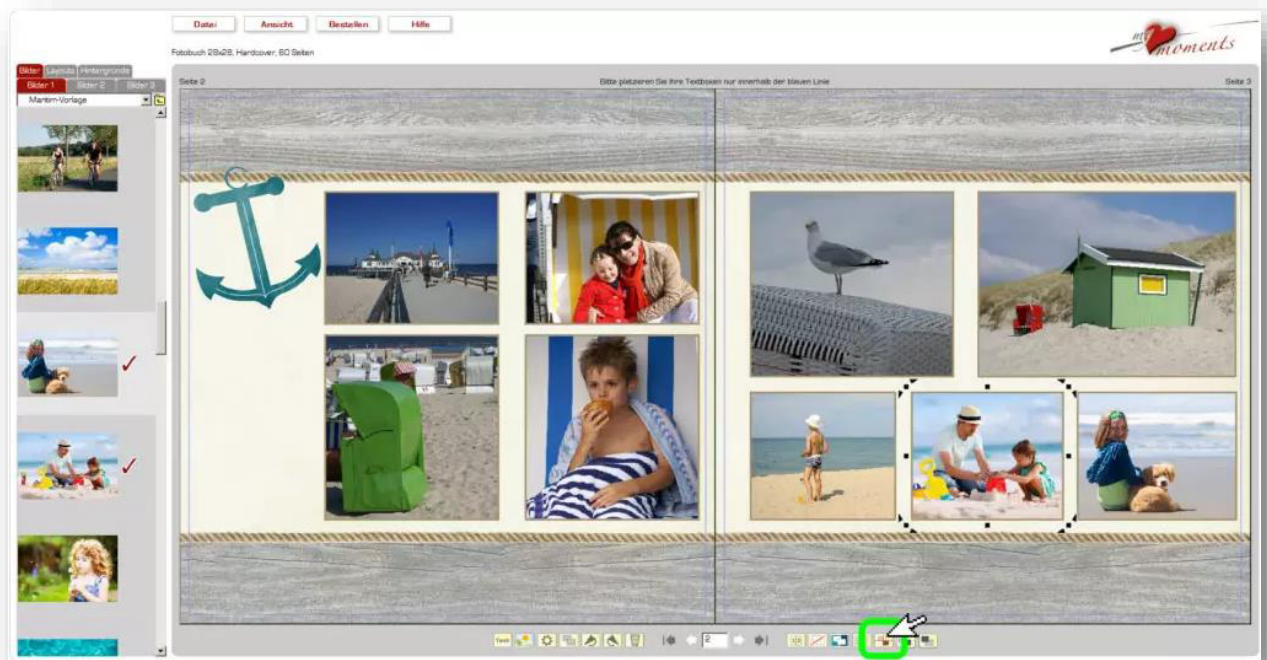 Datei Ansicht Bestellen Hilfe
my moments
Fotobuch 28x28, Hardcover, 60 Seiten
Bilder Layouts Hintergründe
Bilder 1 Bilder 2 Bilder 3
Maritim-Vorlage
Seite 2 Bitte platzieren Sie Ihre Textboxen nur innerhalb der blauen Linie Seite 3
Text 2